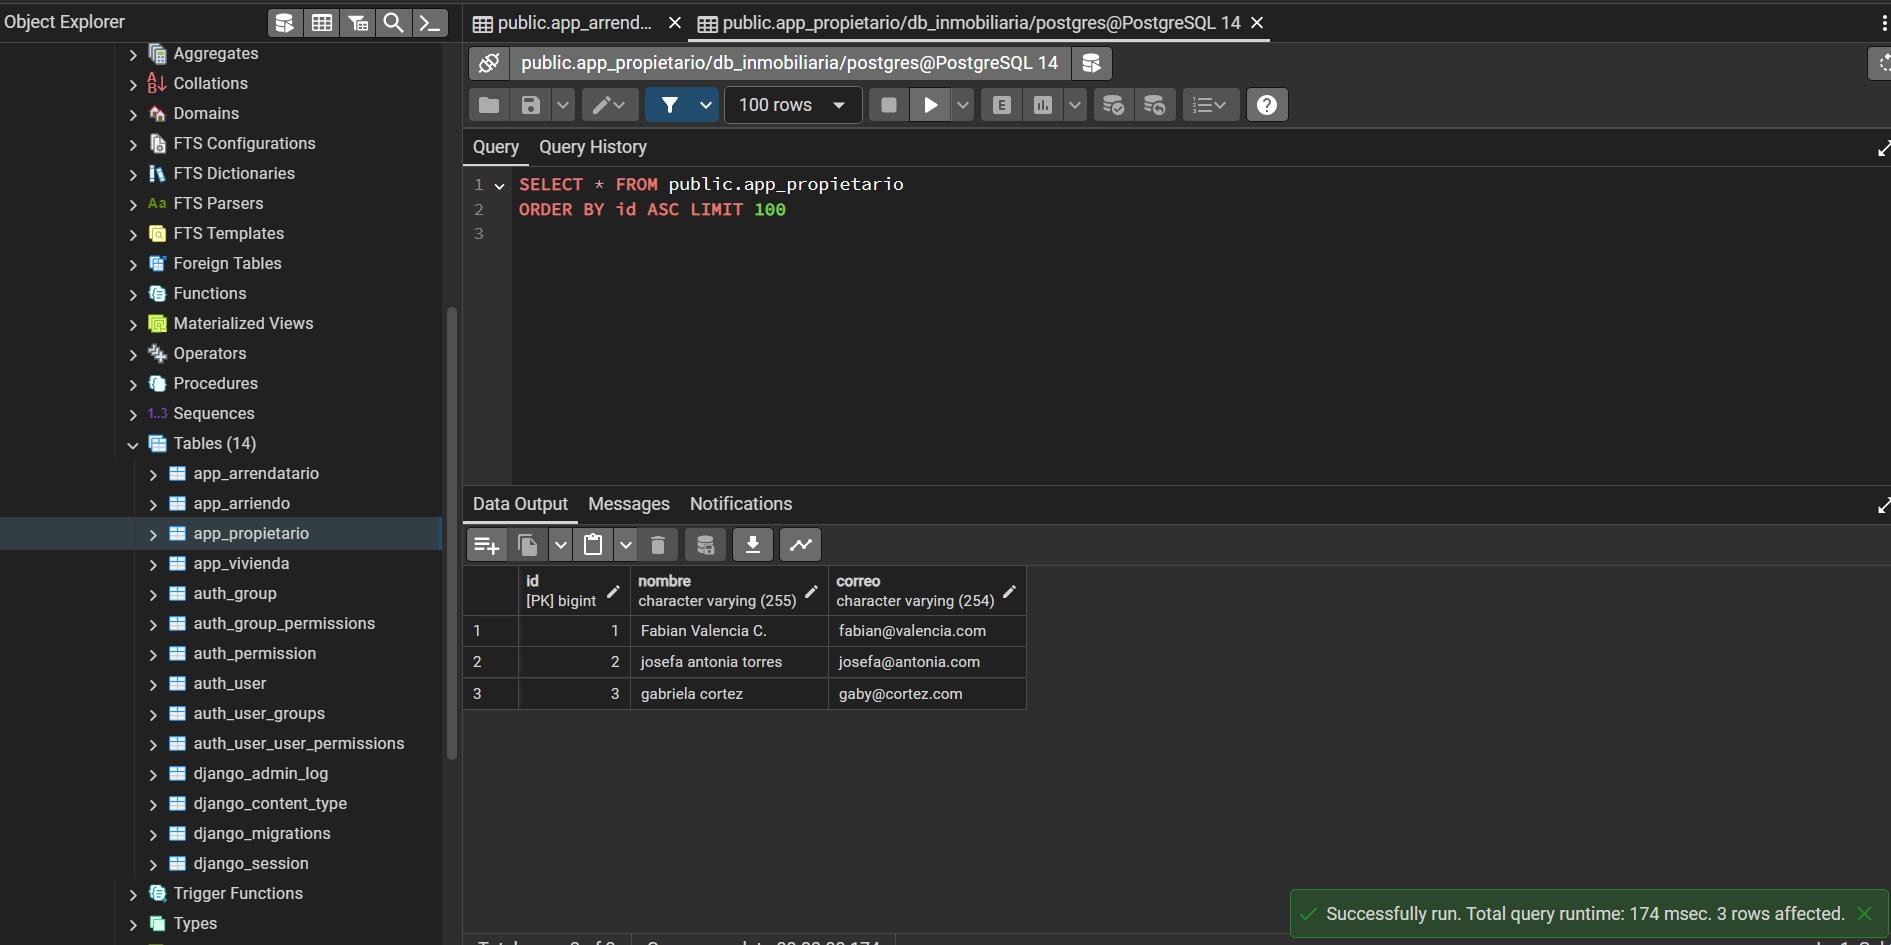 Object Explorer
public.app_arrend...
public.app_propietario/db_inmobiliaria/postgres@PostgreSQL 14
public.app_propietario/db_inmobiliaria/postgres@PostgreSQL 14
100 rows
E
Query
Query History
1 SELECT * FROM public.app_propietario
2 ORDER BY id ASC LIMIT 100
3
Aggregates
Collations
Domains
FTS Configurations
FTS Dictionaries
Aa FTS Parsers
FTS Templates
Foreign Tables
Functions
Materialized Views
Operators
Procedures
1..3 Sequences
Tables (14)
app_arrendatario
app_arriendo
app_propietario
app_vivienda
auth_group
auth_group_permissions
auth_permission
auth_user
auth_user_groups
auth_user_user_permissions
django_admin_log
django_content_type
django_migrations
django_session
Trigger Functions
Types
Data Output
Messages
Notifications
id
[PK] bigint
nombre
character varying (255)
correo
character varying (254)
1 1 Fabian Valencia C. fabian@valencia.com
2 2 josefa antonia torres josefa@antonia.com
3 3 gabriela cortez gaby@cortez.com
Successfully run. Total query runtime: 174 msec. 3 rows affected.